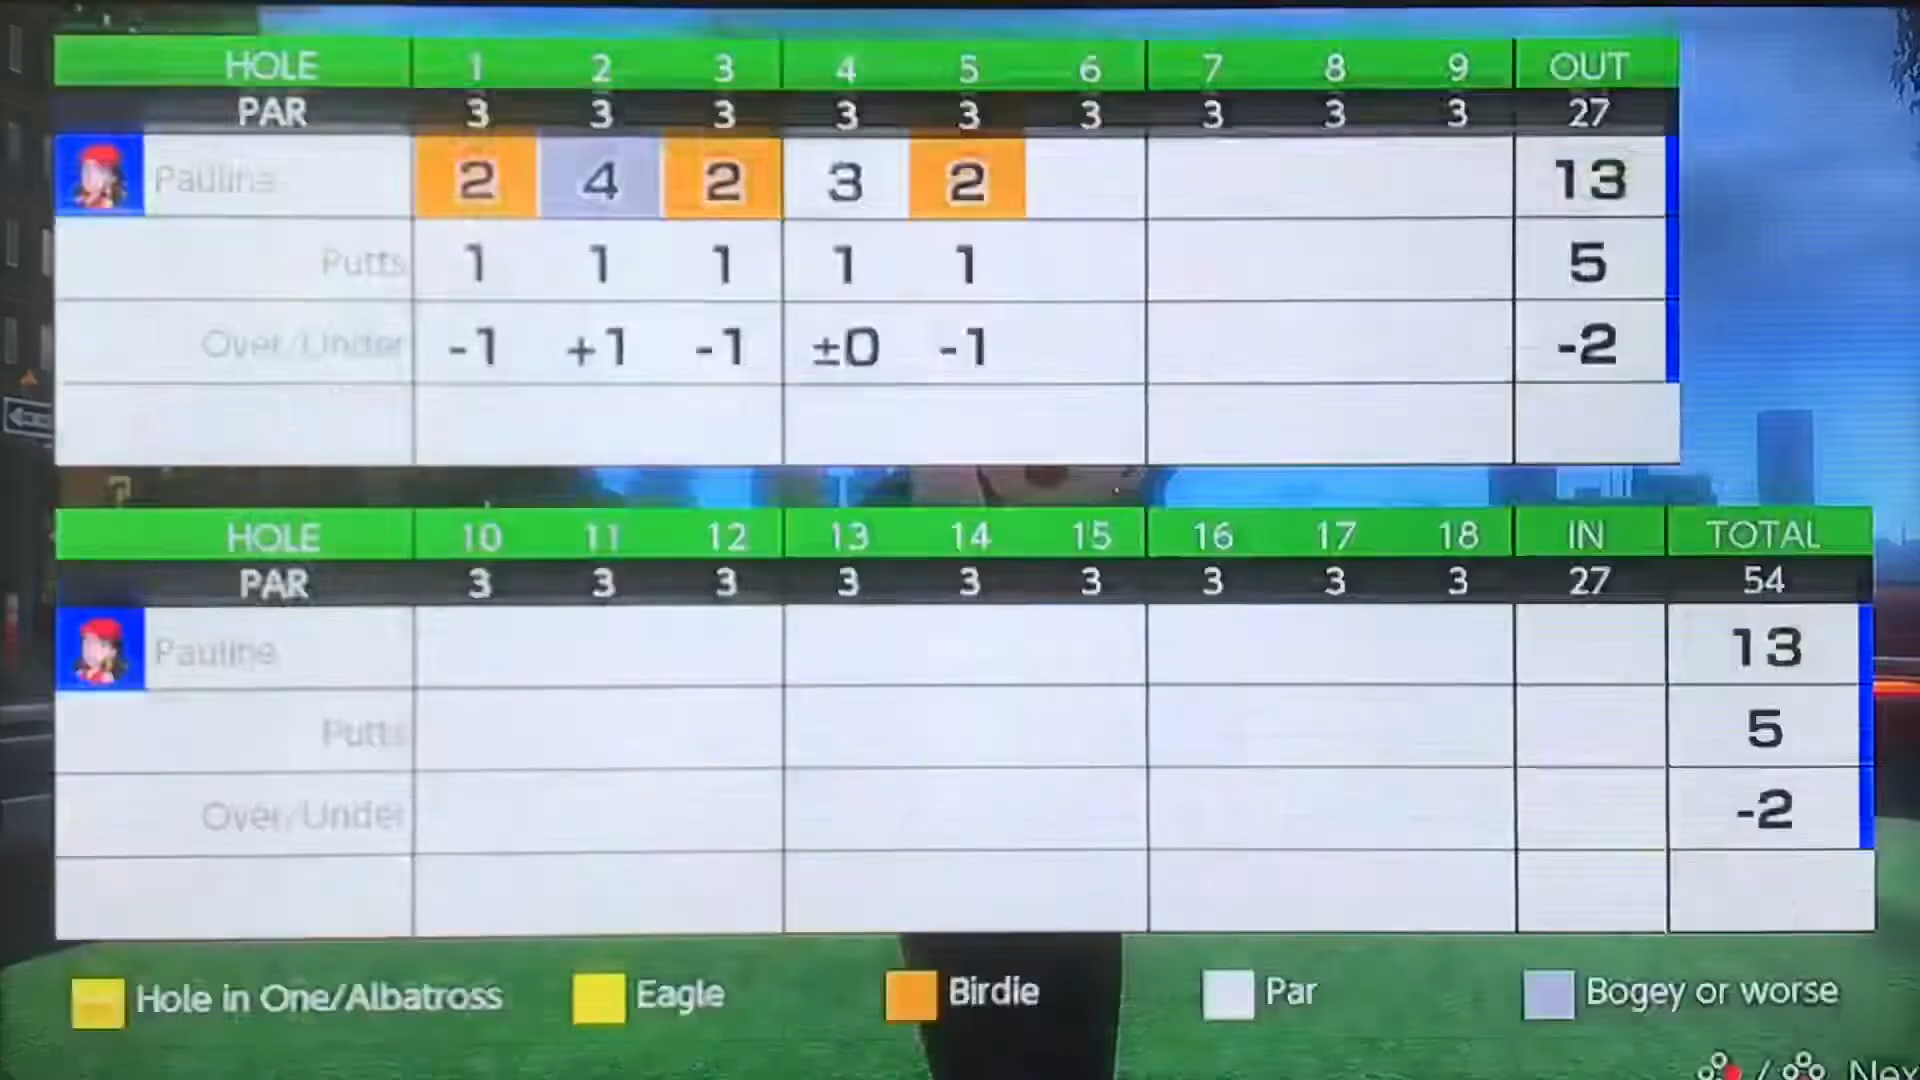 HOLE 1 2 3 4 5 6 7 8 9 OUT
PAR 3 3 3 3 3 3 3 3 3 27
Pauline 2 4 2 3 2 13
Putts 1 1 1 1 1 5
Over/Under -1 +1 -1 ±0 -1 -2
HOLE 10 11 12 13 14 15 16 17 18 IN TOTAL
PAR 3 3 3 3 3 3 3 3 3 27 54
Pauline 13
Putts 5
Over/Under -2
Hole in One/Albatross Eagle Birdie Par Bogey or worse
/ Nex